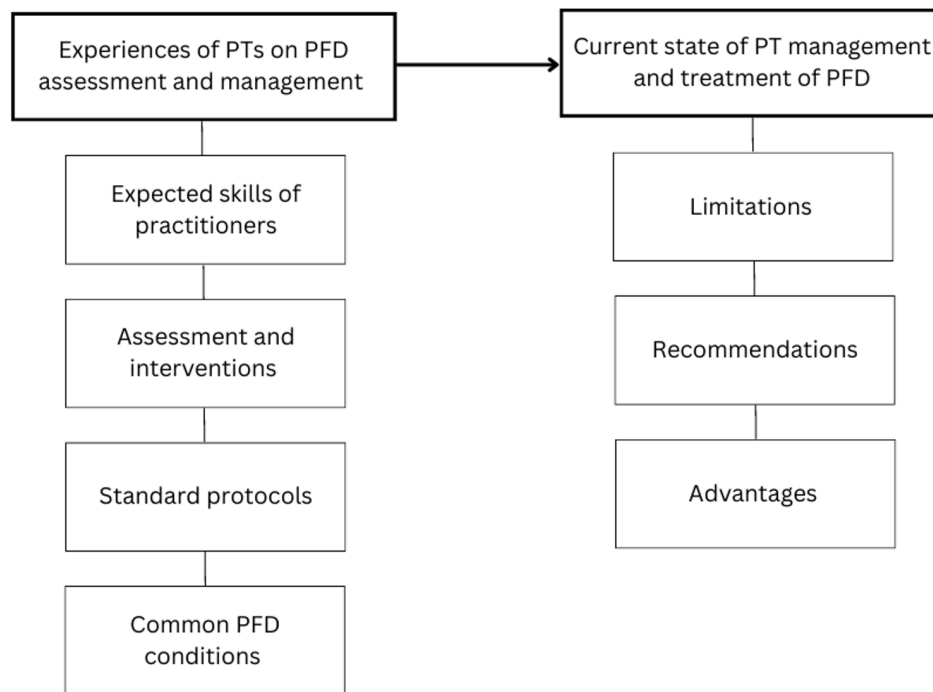 Experiences of PTs on PFD
assessment and management
Expected skills of
practitioners
Assessment and
interventions
Standard protocols
Common PFD
conditions
Current state of PT management
and treatment of PFD
Limitations
Recommendations
Advantages